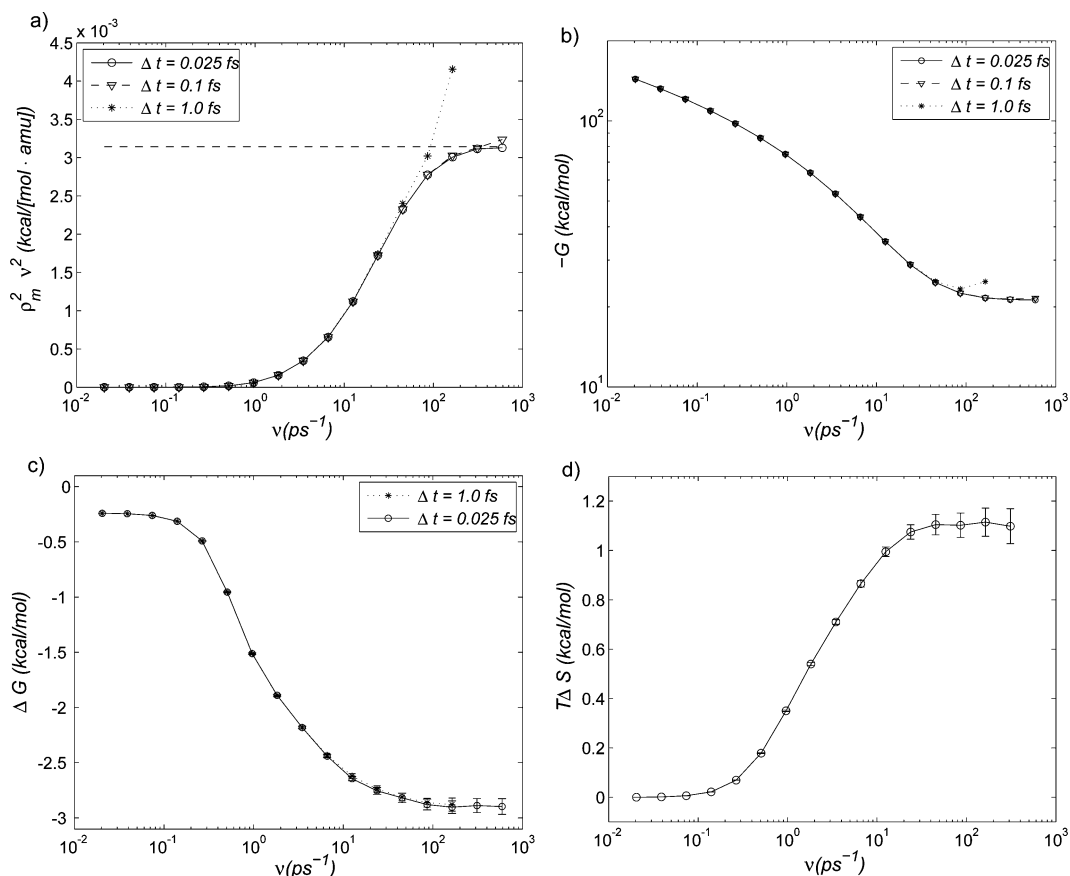 a)
× 10⁻³
4.5
4
3.5
3
2.5
2
1.5
1
0.5
0
ρ²ₘ ν² (kcal/[mol · amu])
Δ t = 0.025 fs
Δ t = 0.1 fs
Δ t = 1.0 fs
10⁻² 10⁻¹ 10⁰ 10¹ 10² 10³
ν(ps⁻¹)
b)
10²
10¹
−G (kcal/mol)
Δ t = 0.025 fs
Δ t = 0.1 fs
Δ t = 1.0 fs
10⁻² 10⁻¹ 10⁰ 10¹ 10² 10³
ν(ps⁻¹)
c)
0
-0.5
-1
-1.5
-2
-2.5
-3
Δ G (kcal/mol)
Δ t = 1.0 fs
Δ t = 0.025 fs
10⁻² 10⁻¹ 10⁰ 10¹ 10² 10³
ν(ps⁻¹)
d)
1.2
1
0.8
0.6
0.4
0.2
0
TΔ S (kcal/mol)
10⁻² 10⁻¹ 10⁰ 10¹ 10² 10³
ν(ps⁻¹)